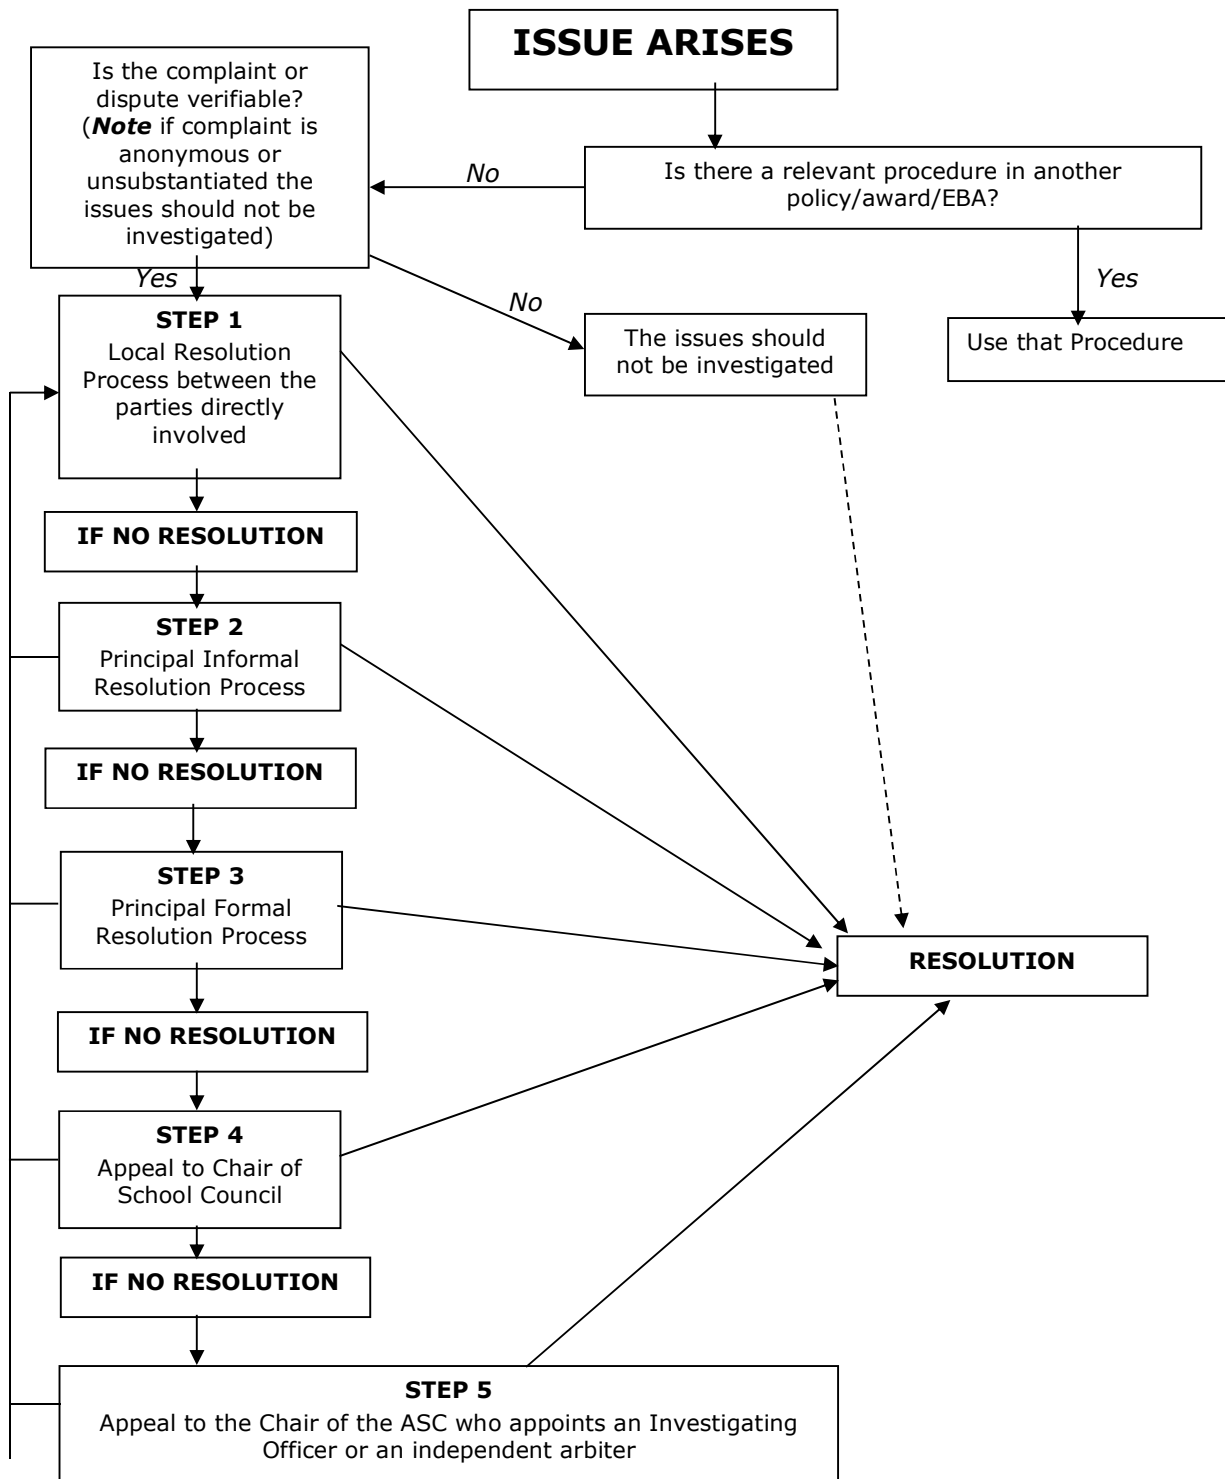 ISSUE ARISES
Is the complaint or
dispute verifiable?
(Note if complaint is
anonymous or
unsubstantiated the
issues should not be
investigated)
No
Is there a relevant procedure in another
policy/award/EBA?
Yes
No
Yes
STEP 1
Local Resolution
Process between the
parties directly
involved
The issues should
not be investigated
Use that Procedure
IF NO RESOLUTION
STEP 2
Principal Informal
Resolution Process
IF NO RESOLUTION
STEP 3
Principal Formal
Resolution Process
RESOLUTION
IF NO RESOLUTION
STEP 4
Appeal to Chair of
School Council
IF NO RESOLUTION
STEP 5
Appeal to the Chair of the ASC who appoints an Investigating
Officer or an independent arbiter